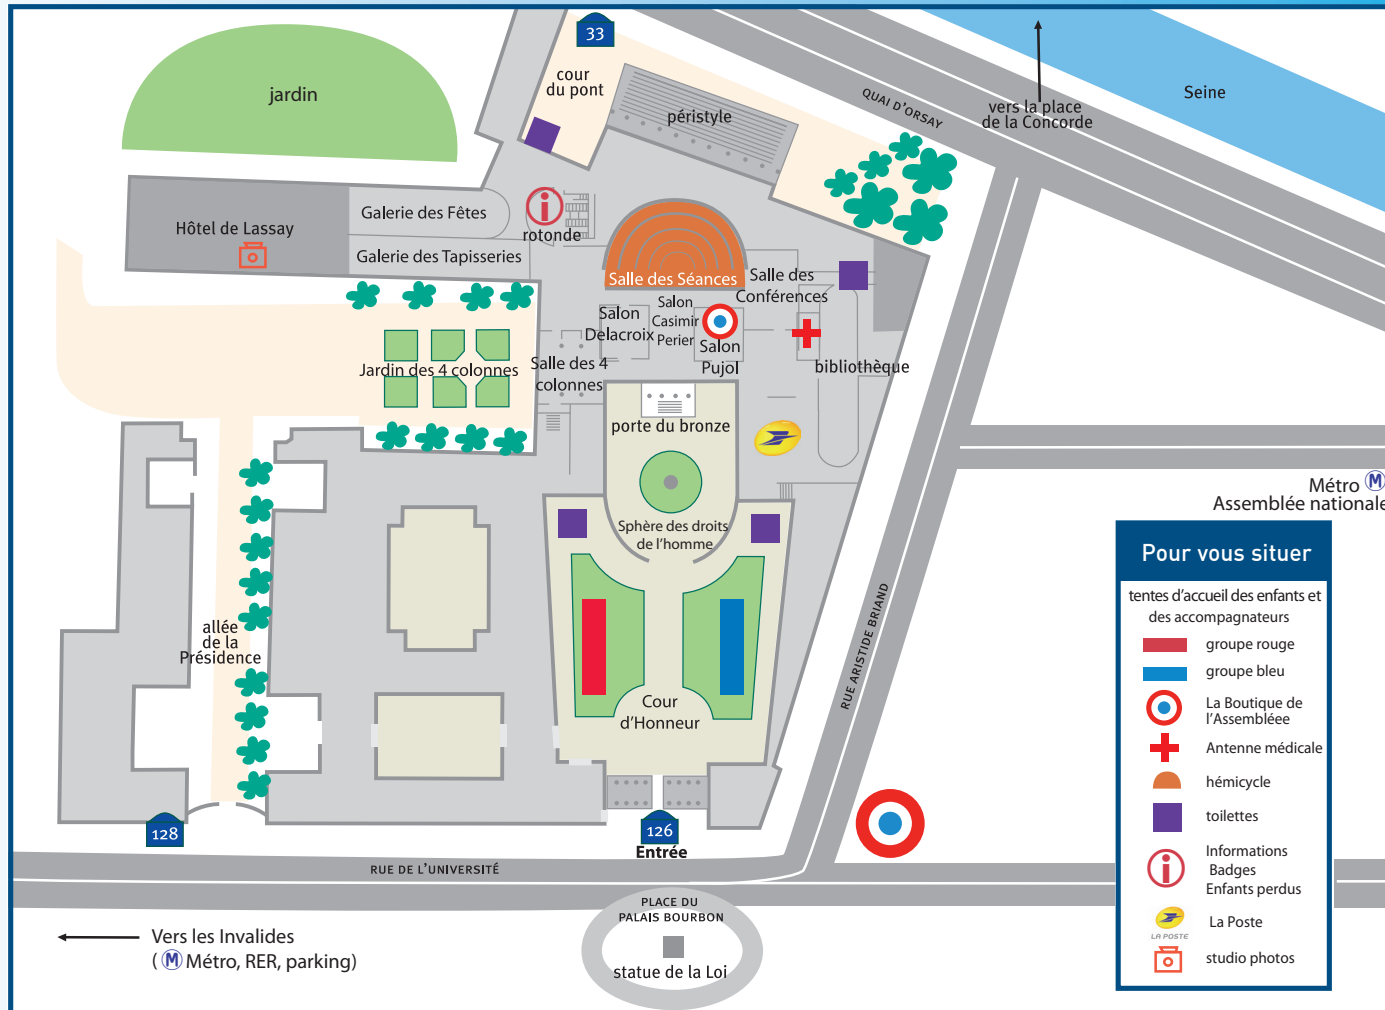 33
cour
du pont
péristyle
QUAI D'ORSAY
vers la place
de la Concorde
Seine
jardin
Hôtel de Lassay
Galerie des Fêtes
Galerie des Tapisseries
rotonde
Salle des Séances
Salle des
Conférences
Salon
Delacroix
Salon
Casimir
Perier
Salon
Pujol
bibliothèque
Jardin des 4 colonnes
Salle des 4
colonnes
porte du bronze
Sphère des droits
de l'homme
Cour
d'Honneur
allée
de la
Présidence
RUE ARISTIDE BRIAND
Métro M
Assemblée nationale
128
126
Entrée
RUE DE L'UNIVERSITÉ
PLACE DU
PALAIS BOURBON
statue de la Loi
Vers les Invalides
( M Métro, RER, parking)
Pour vous situer
tentes d'accueil des enfants et
des accompagnateurs
groupe rouge
groupe bleu
La Boutique de
l'Assembléee
Antenne médicale
hémicycle
toilettes
Informations
Badges
Enfants perdus
LA POSTE
La Poste
studio photos